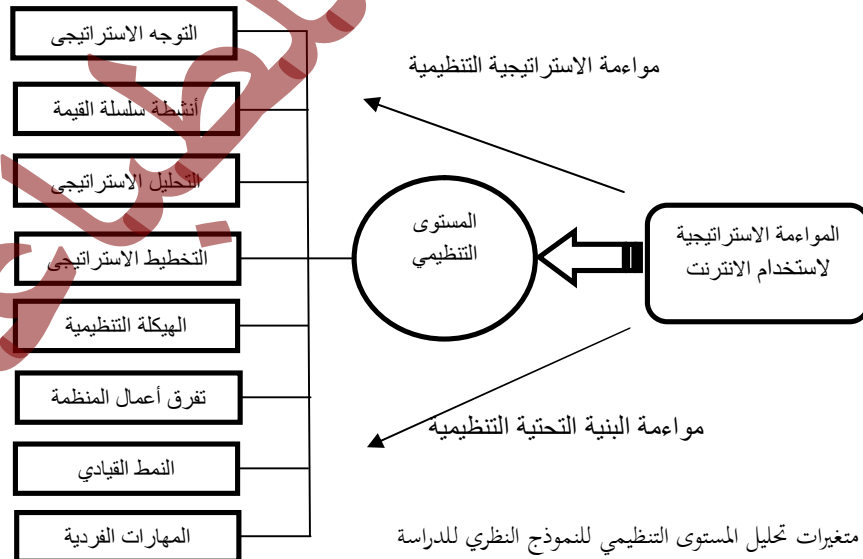 التوجه الاستراتيجى
مواءمة الاستراتيجية التنظيمية
أنشطة سلسلة القيمة
التحليل الاستراتيجى
المستوى
التنظيمي
المواءمة الاستراتيجية
لاستخدام الانترنت
التخطيط الاستراتيجى
الهيكلة التنظيمية
تفرق أعمال المنظمة
مواءمة البنية التحتية التنظيمية
النمط القيادي
المهارات الفردية
متغيرات تحليل المستوى التنظيمي للنموذج النظري للدراسة